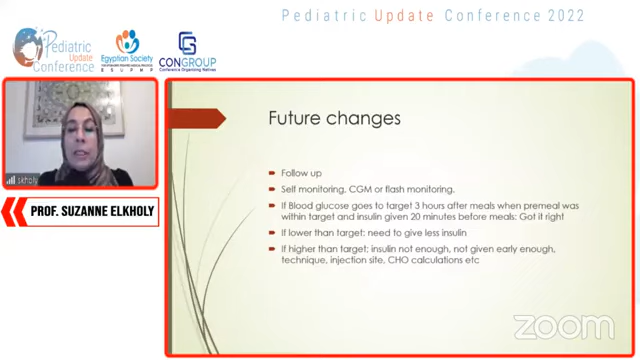 Pediatric Update Conference 2022
Pediatric
Update
Conference
Egyptian Society
ESUPMP
CONGROUP
Conference Organizing Natives
skholy
PROF. SUZANNE ELKHOLY
Future changes
Follow up
Self monitoring, CGM or flash monitoring.
If Blood glucose goes to target 3 hours after meals when premeal was
within target and insulin given 20 minutes before meals: Got it right
If lower than target: need to give less insulin
If higher than target: insulin not enough, not given early enough,
technique, injection site, CHO calculations etc
zoom